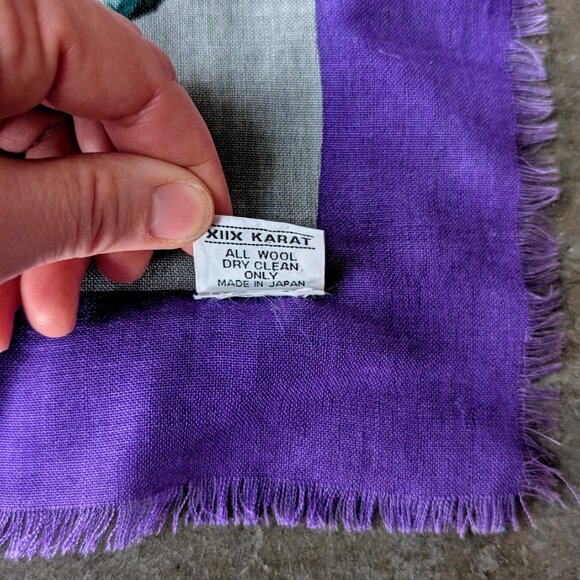 XIIX KARAT
ALL WOOL
DRY CLEAN
ONLY
MADE IN JAPAN